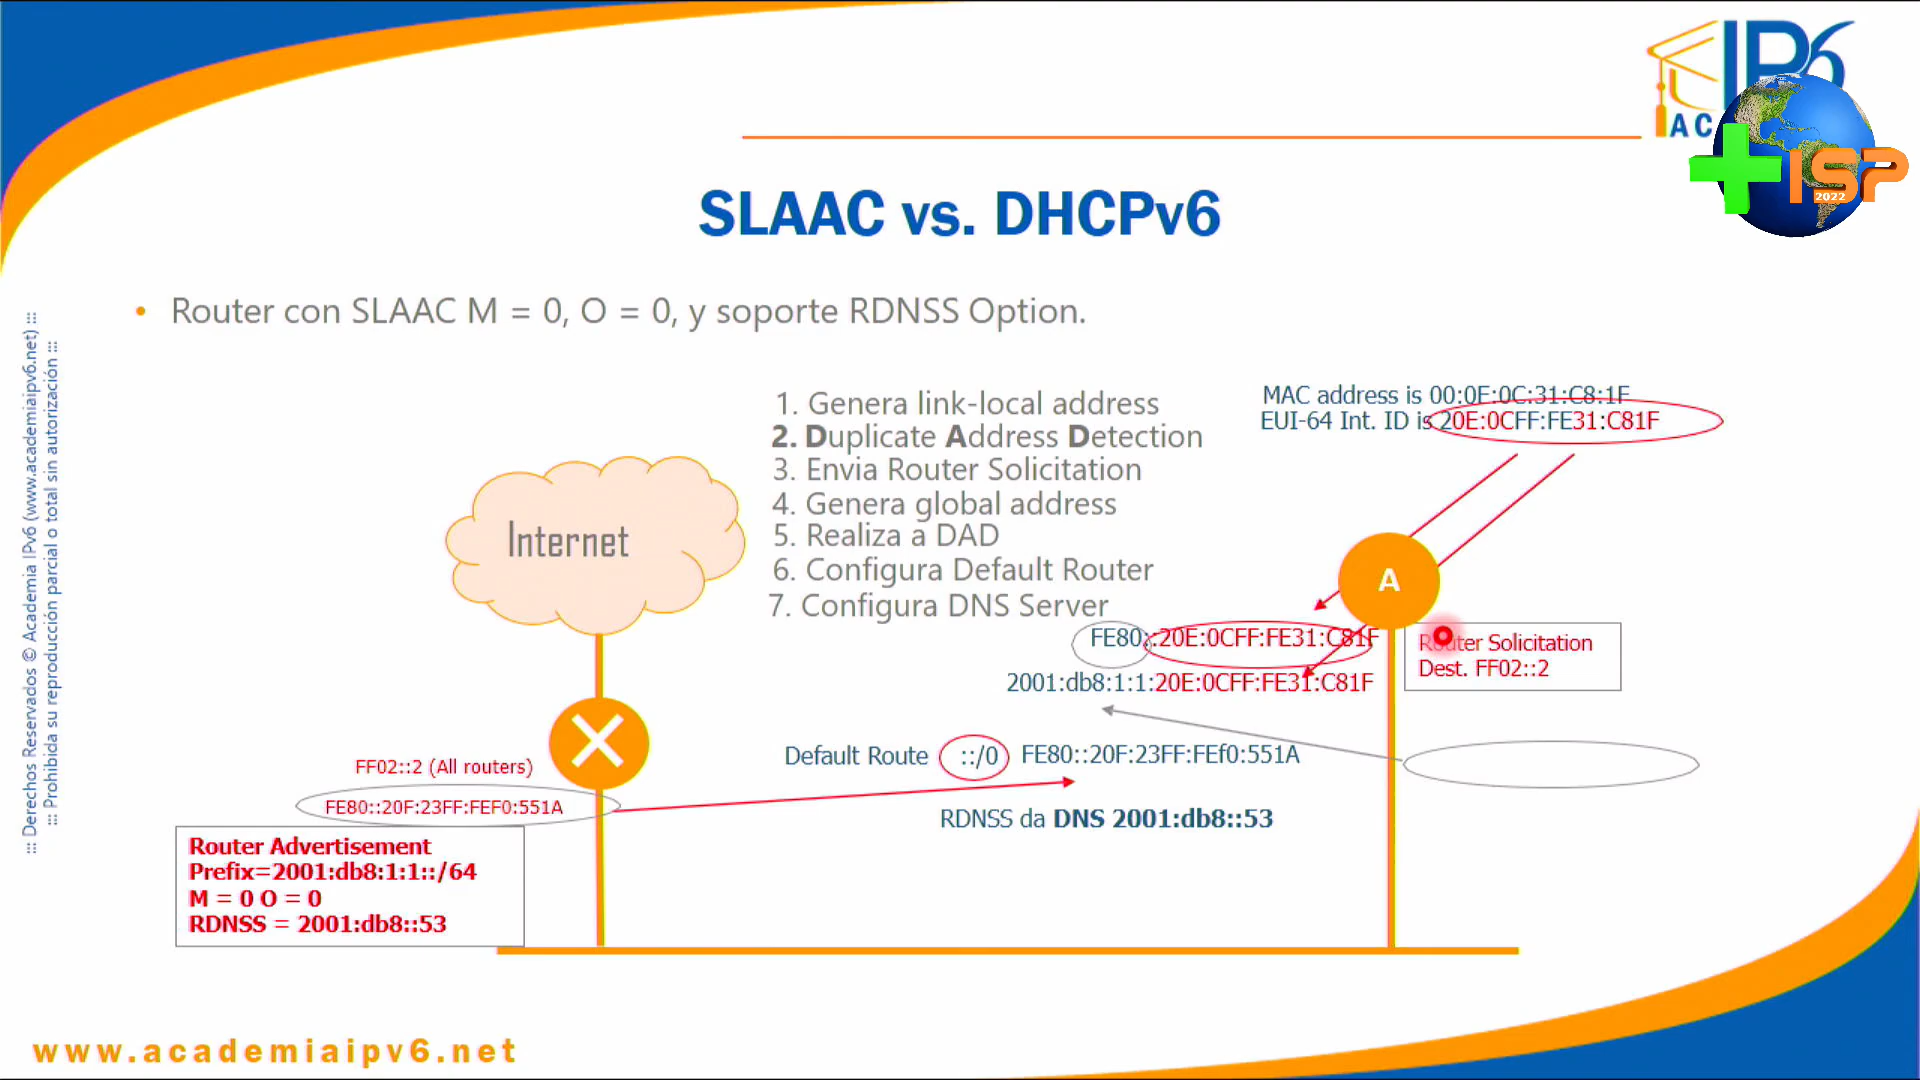 IP6
AC
ISP
2022
SLAAC vs. DHCPv6
• Router con SLAAC M = 0, O = 0, y soporte RDNSS Option.
::: Derechos Reservados © Academia IPv6 (www.academiaipv6.net) :::
::: Prohibida su reproducción parcial o total sin autorización :::
1. Genera link-local address
2. Duplicate Address Detection
3. Envia Router Solicitation
4. Genera global address
5. Realiza a DAD
6. Configura Default Router
7. Configura DNS Server
MAC address is 00:0E:0C:31:C8:1F
EUI-64 Int. ID is 20E:0CFF:FE31:C81F
Internet
A
FE80::20E:0CFF:FE31:C81F
2001:db8:1:1:20E:0CFF:FE31:C81F
Router Solicitation
Dest. FF02::2
Default Route ::/0 FE80::20F:23FF:FEf0:551A
RDNSS da DNS 2001:db8::53
FF02::2 (All routers)
FE80::20F:23FF:FEF0:551A
Router Advertisement
Prefix=2001:db8:1:1::/64
M = 0 O = 0
RDNSS = 2001:db8::53
www.academiaipv6.net